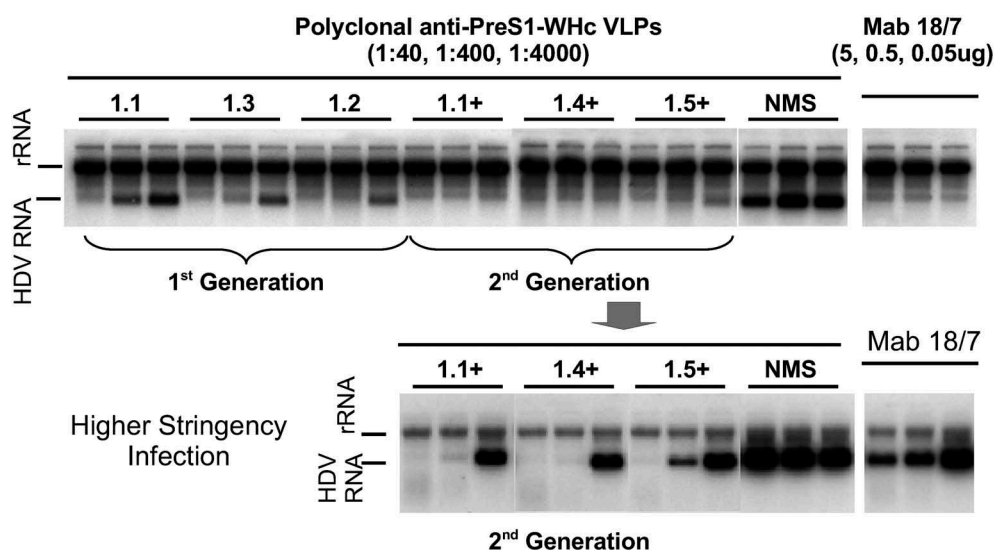 Polyclonal anti-PreS1-WHc VLPs
(1:40, 1:400, 1:4000)
Mab 18/7
(5, 0.5, 0.05ug)
1.1 1.3 1.2 1.1+ 1.4+ 1.5+ NMS
rRNA
HDV RNA
1st Generation
2nd Generation
Mab 18/7
1.1+ 1.4+ 1.5+ NMS
Higher Stringency
Infection
rRNA
HDV
RNA
2nd Generation